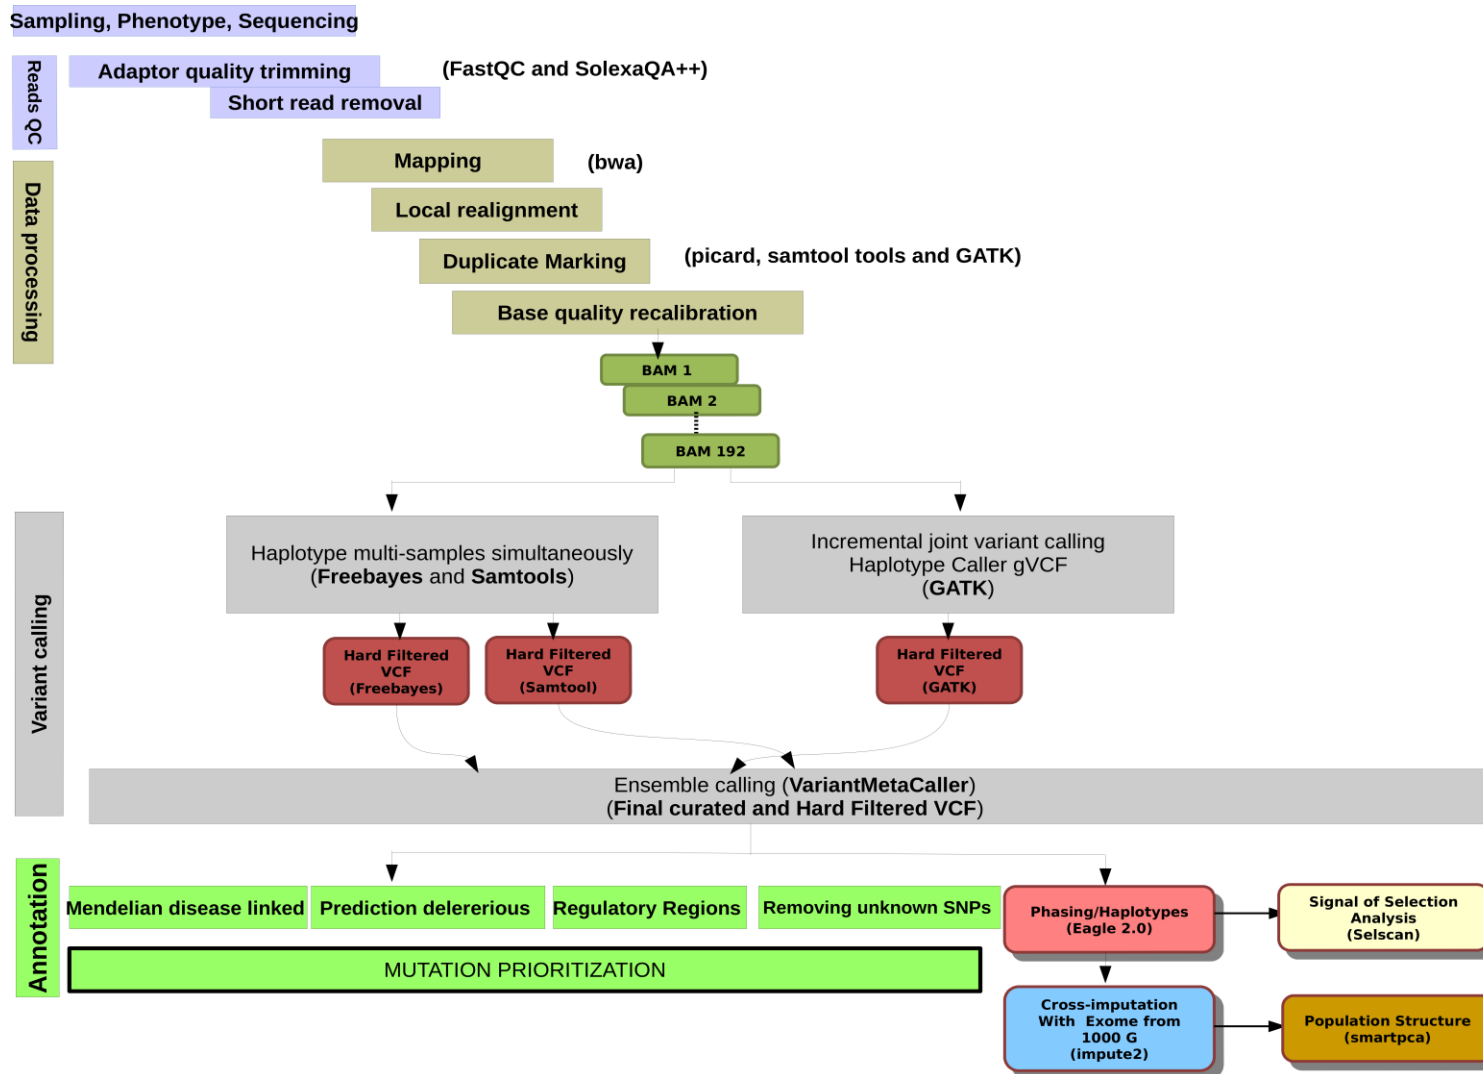 Sampling, Phenotype, Sequencing
Reads QC
Adaptor quality trimming
(FastQC and SolexaQA++)
Short read removal
Data processing
Mapping
(bwa)
Local realignment
Duplicate Marking
(picard, samtool tools and GATK)
Base quality recalibration
BAM 1
BAM 2
BAM 192
Variant calling
Haplotype multi-samples simultaneously
(Freebayes and Samtools)
Incremental joint variant calling
Haplotype Caller gVCF
(GATK)
Hard Filtered
VCF
(Freebayes)
Hard Filtered
VCF
(Samtool)
Hard Filtered
VCF
(GATK)
Ensemble calling (VariantMetaCaller)
(Final curated and Hard Filtered VCF)
Annotation
Mendelian disease linked
Prediction delererious
Regulatory Regions
Removing unknown SNPs
MUTATION PRIORITIZATION
Phasing/Haplotypes
(Eagle 2.0)
Signal of Selection
Analysis
(Selscan)
Cross-imputation
With  Exome from
1000 G
(impute2)
Population Structure
(smartpca)